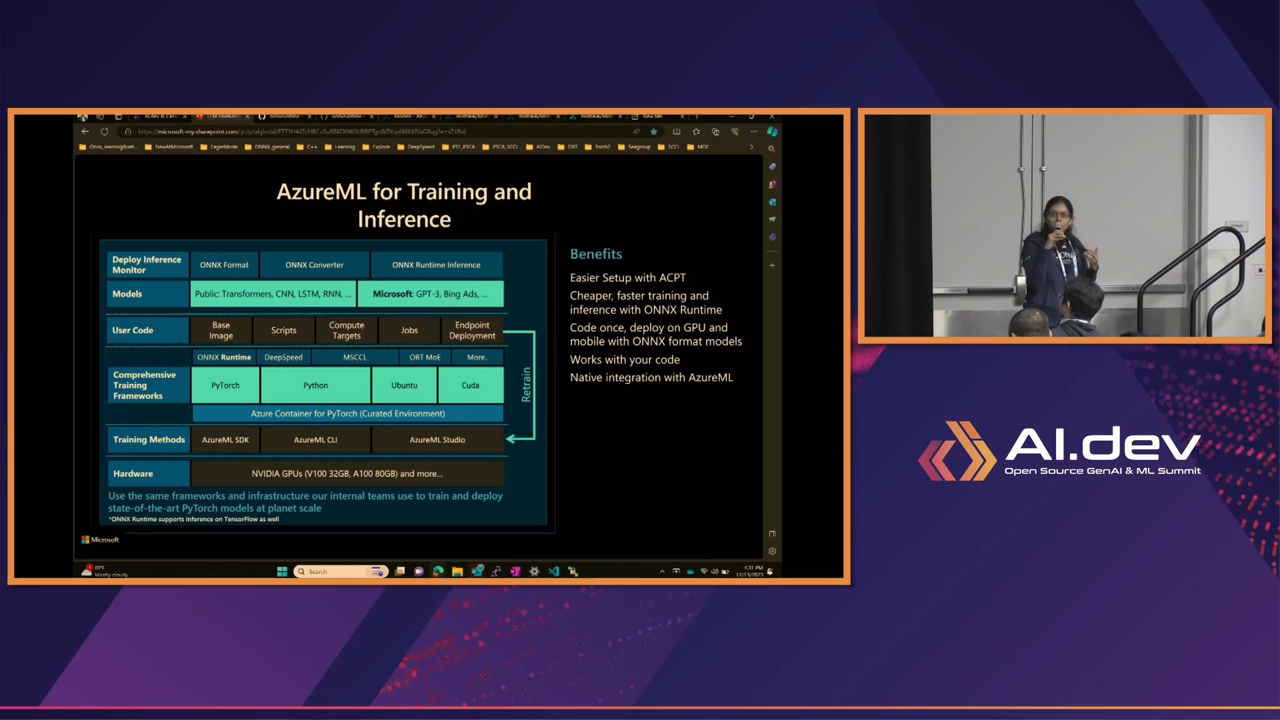 AzureML for Training and
Inference
Deploy Inference
Monitor
ONNX Format
ONNX Converter
ONNX Runtime Inference
Models
Public: Transformers, CNN, LSTM, RNN, ...
Microsoft: GPT-3, Bing Ads, ...
User Code
Base
Image
Scripts
Compute
Targets
Jobs
Endpoint
Deployment
ONNX Runtime
DeepSpeed
MSCCL
ORT MoE
More..
Comprehensive
Training
Frameworks
PyTorch
Python
Ubuntu
Cuda
Azure Container for PyTorch (Curated Environment)
Training Methods
AzureML SDK
AzureML CLI
AzureML Studio
Hardware
NVIDIA GPUs (V100 32GB, A100 80GB) and more...
Retrain
Use the same frameworks and infrastructure our internal teams use to train and deploy
state-of-the-art PyTorch models at planet scale
*ONNX Runtime supports inference on TensorFlow as well
Microsoft
Benefits
Easier Setup with ACPT
Cheaper, faster training and
inference with ONNX Runtime
Code once, deploy on GPU and
mobile with ONNX format models
Works with your code
Native integration with AzureML
Search
Mostly cloudy
AI.dev
Open Source GenAI & ML Summit